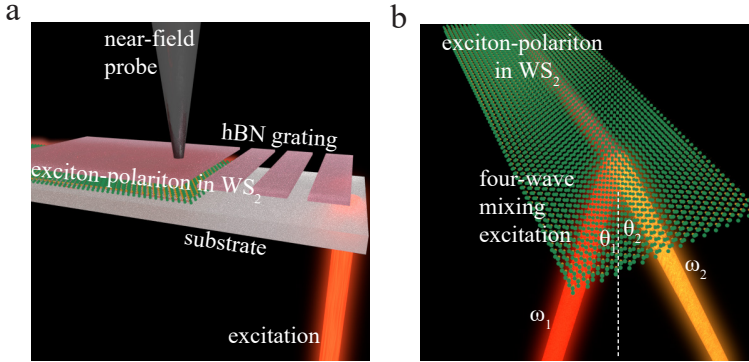 a
near-field
probe
hBN grating
exciton-polariton in WS₂
substrate
excitation
b
exciton-polariton
in WS₂
four-wave
mixing
excitation
θ₁
θ₂
ω₁
ω₂